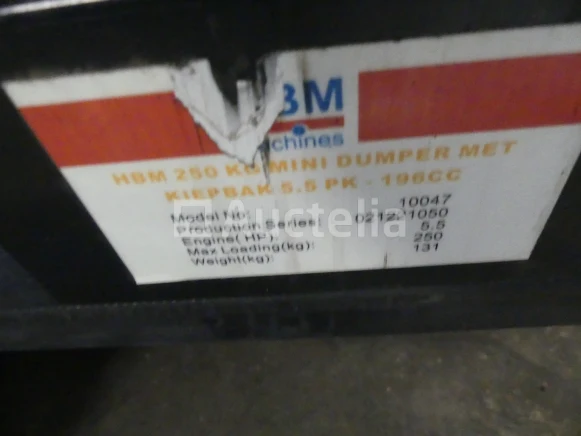 BM
chines
HBM 250 KG MINI DUMPER MET
KIEPBAK 5.5 PK - 196CC
Model No: 10047
Production Series: 021221050
Engine( HP): 5.5
Max Loading(kg): 250
Weight(kg): 131
Auctelia